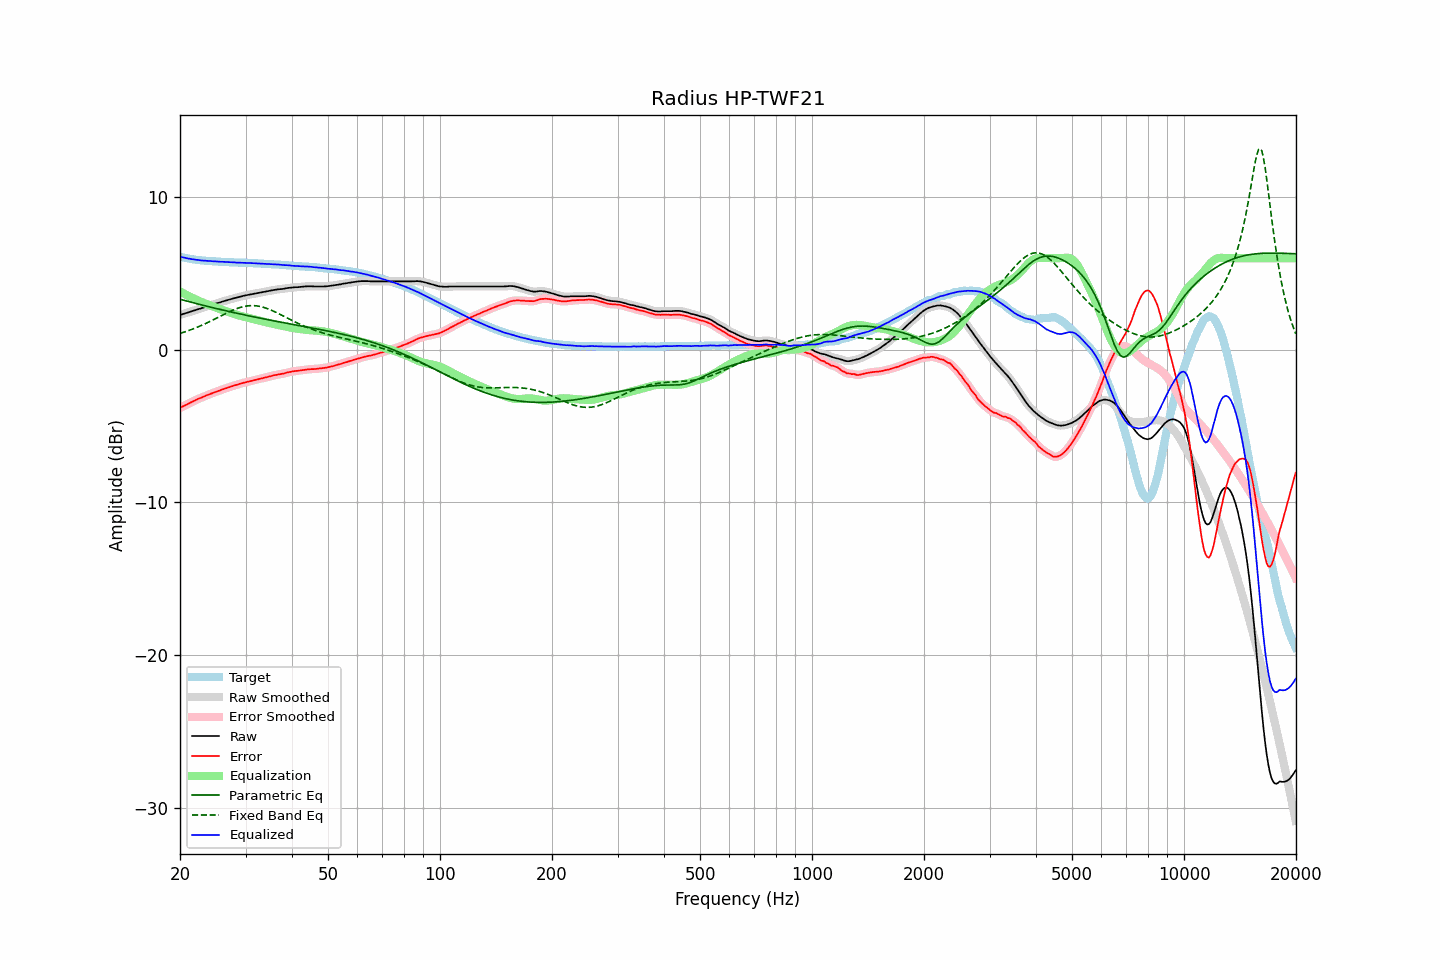 Radius HP-TWF21
Amplitude (dBr)
10
0
−10
−20
−30
Target
Raw Smoothed
Error Smoothed
Raw
Error
Equalization
Parametric Eq
Fixed Band Eq
Equalized
20 50 100 200 500 1000 2000 5000 10000 20000
Frequency (Hz)